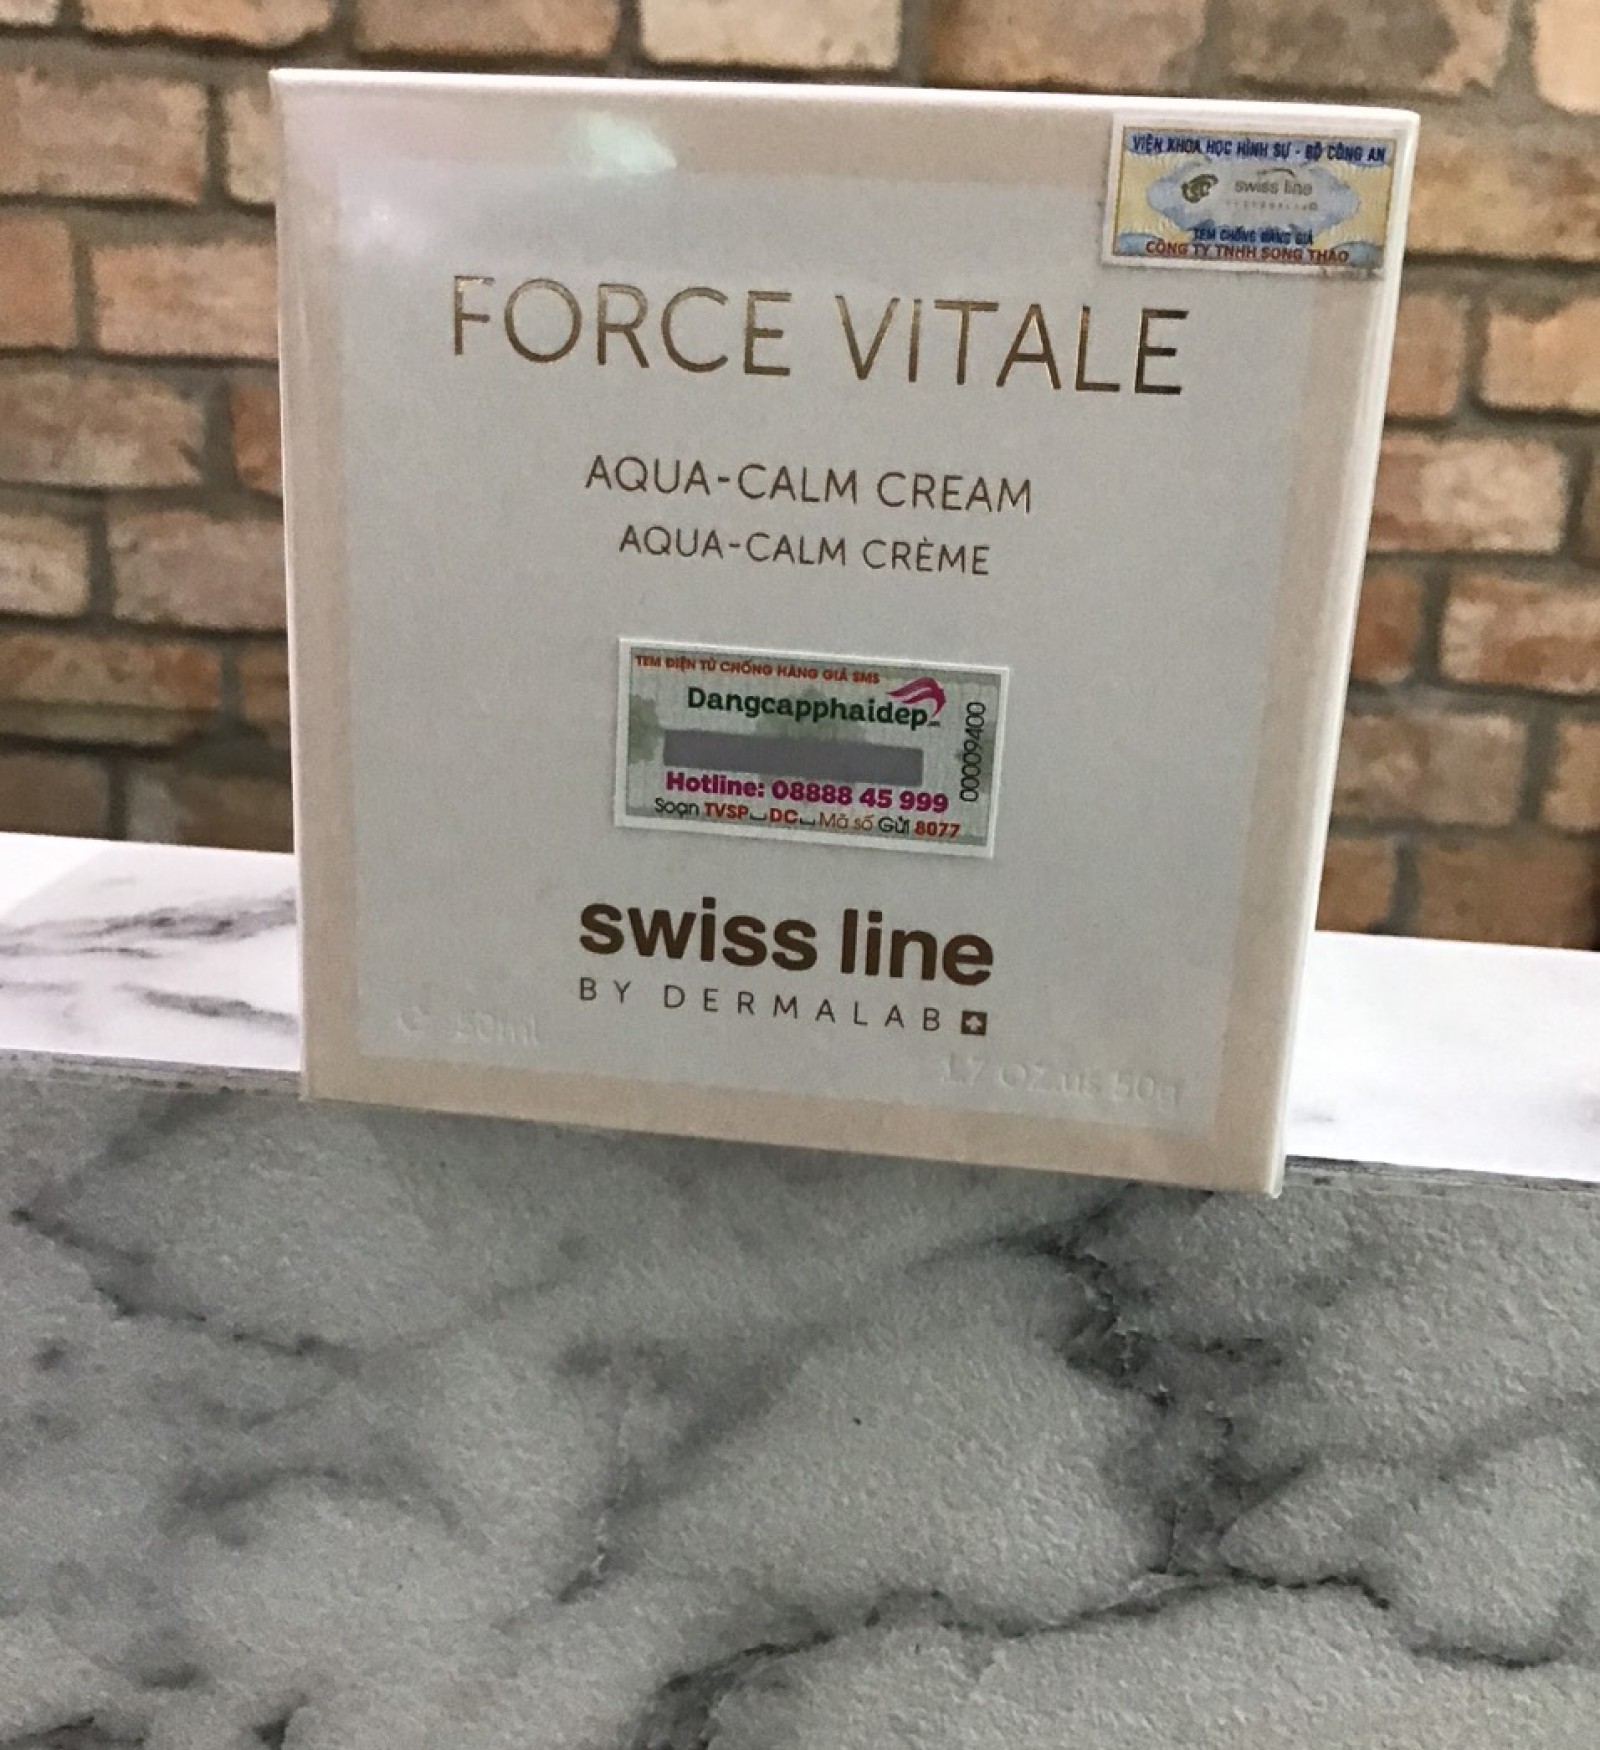 VIỆN KHOA HỌC HÌNH SỰ - BỘ CÔNG AN
swiss line
TEM CHỐNG HÀNG GIẢ
CÔNG TY TNHH SONG THẢO
FORCE VITALE
AQUA-CALM CREAM
AQUA-CALM CRÈME
TEM ĐIỆN TỬ CHỐNG HÀNG GIẢ SMS
Dangcapphaidep
00009400
Hotline: 08888 45 999
Soạn TVSP DC Mã số Gửi 8077
swiss line
BY DERMALAB
50ml
1.7 oz.us 50g